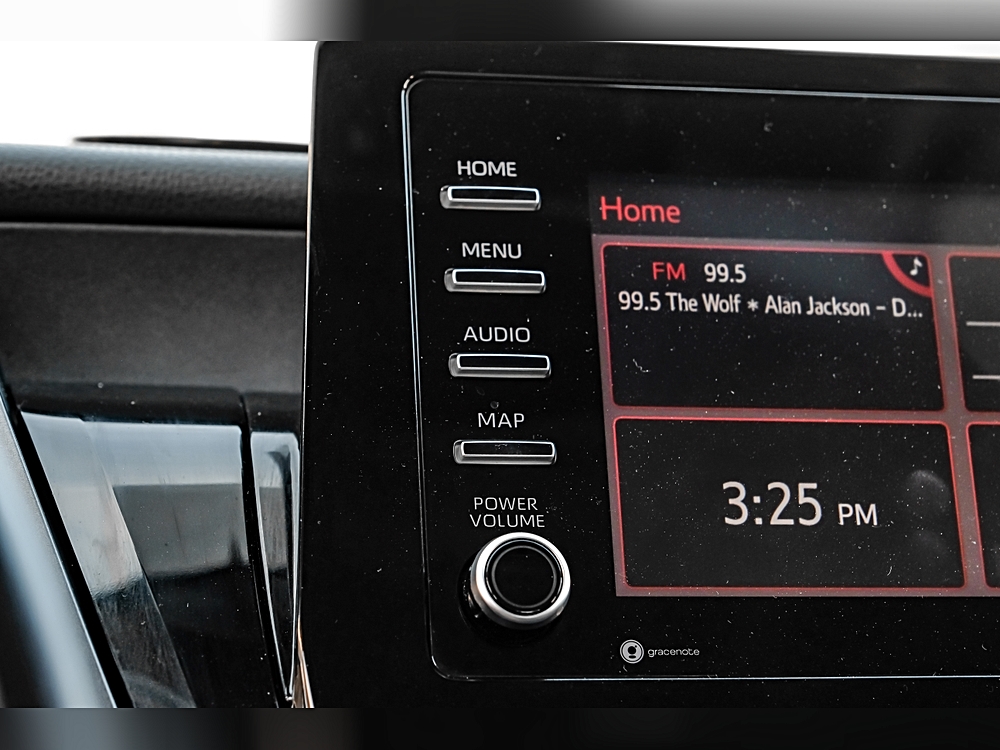 HOME
MENU
AUDIO
MAP
POWER
VOLUME
Home
FM 99.5
99.5 The Wolf * Alan Jackson - D...
3:25 PM
gracenote